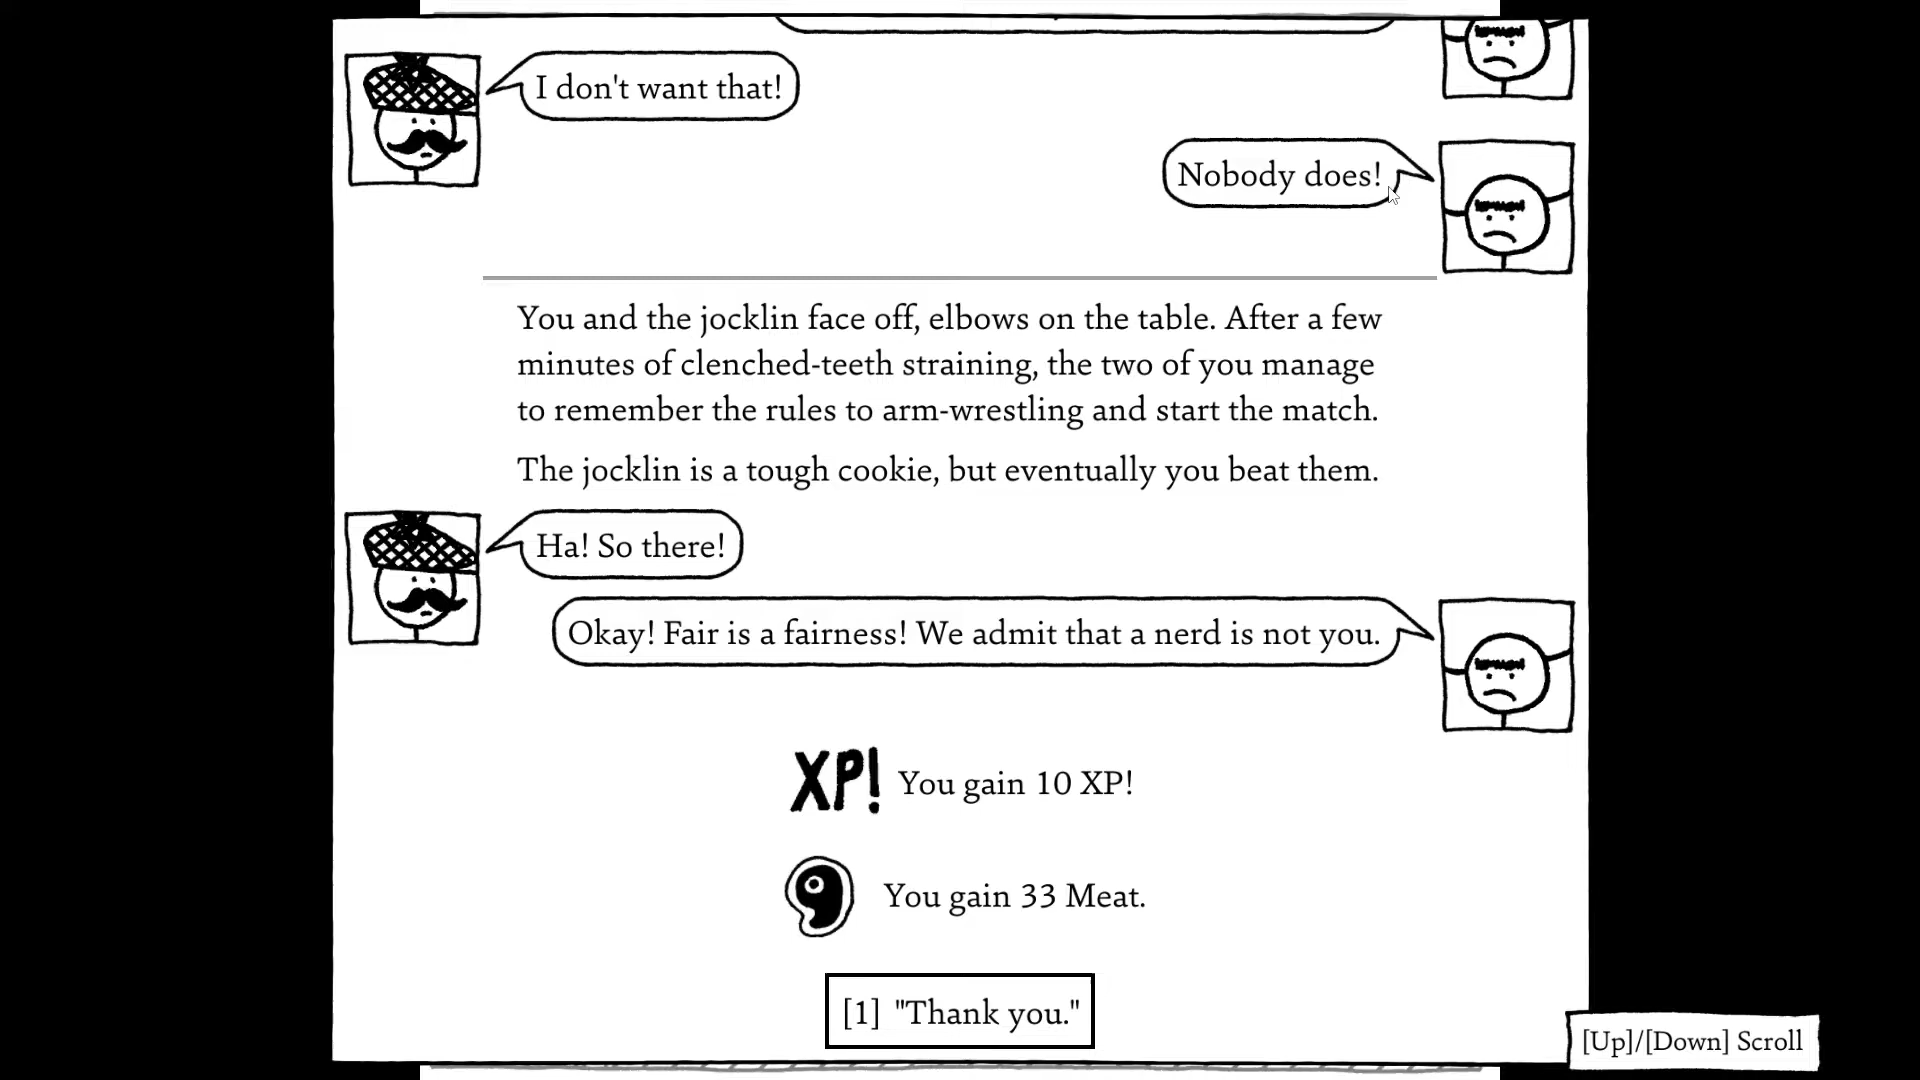 I don't want that!
Nobody does!
You and the jocklin face off, elbows on the table. After a few
minutes of clenched-teeth straining, the two of you manage
to remember the rules to arm-wrestling and start the match.
The jocklin is a tough cookie, but eventually you beat them.
Ha! So there!
Okay! Fair is a fairness! We admit that a nerd is not you.
XP! You gain 10 XP!
You gain 33 Meat.
[1] "Thank you."
[Up]/[Down] Scroll